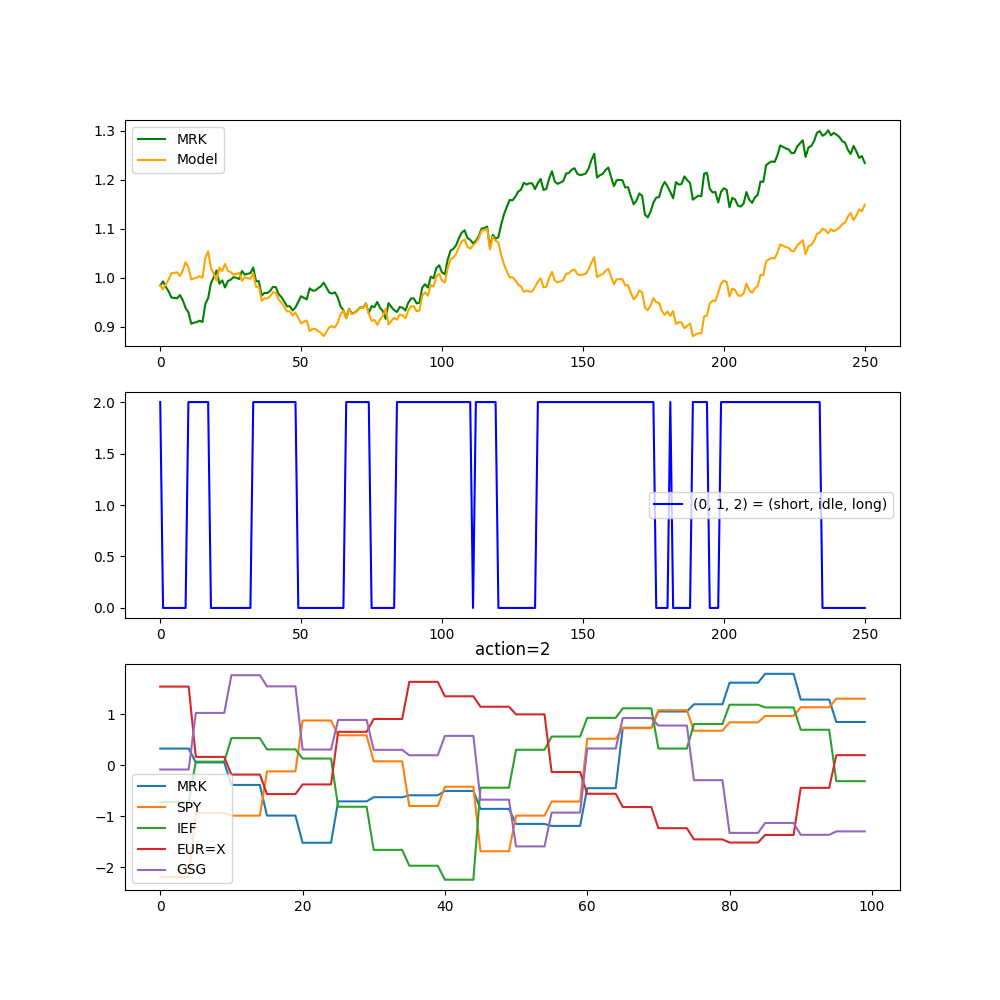 1.3
1.2
1.1
1.0
0.9
MRK
Model
0 50 100 150 200 250
2.0
1.5
1.0
0.5
0.0
(0, 1, 2) = (short, idle, long)
0 50 100 150 200 250
action=2
1
0
−1
−2
MRK
SPY
IEF
EUR=X
GSG
0 20 40 60 80 100